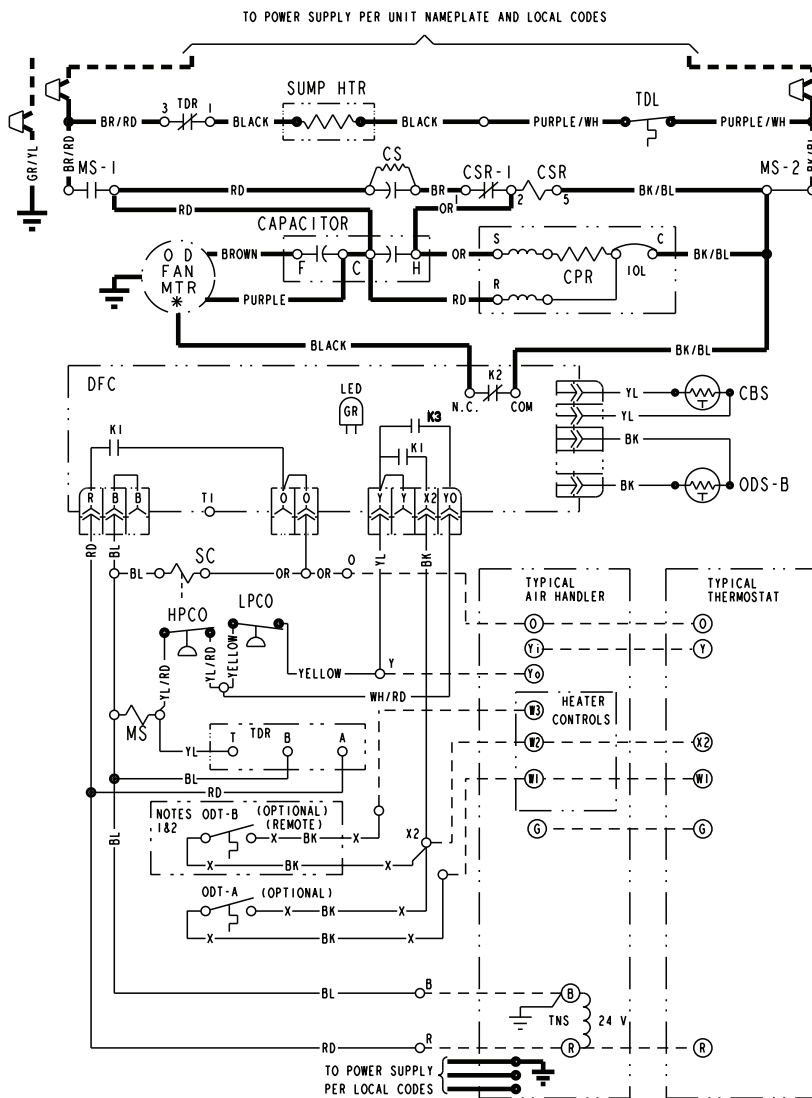 TO POWER SUPPLY PER UNIT NAMEPLATE AND LOCAL CODES
SUMP HTR
TDL
3 TDR 1
BR/RD
BLACK
BLACK
PURPLE/WH
PURPLE/WH
GR/YL
BR/RD
BK/BL
MS-1
CS
CSR-1
CSR
MS-2
RD
BR
1
2
5
BK/BL
RD
OR
CAPACITOR
O D
FAN
MTR
*
BROWN
F
C
H
OR
S
CPR
IOL
C
BK/BL
PURPLE
RD
R
BLACK
BK/BL
DFC
LED
GR
K2
N.C.
COM
YL
CBS
YL
BK
BK
ODS-B
K1
K3
K1
R
B
B
T1
O
O
Y
Y
X2
YO
RD
BL
YL
BK
SC
BL
OR
OR
O
TYPICAL
AIR HANDLER
TYPICAL
THERMOSTAT
HPCO
LPCO
O
O
Yi
Y
YL/RD
YL/RD
YELLOW
YELLOW
Y
Yo
WH/RD
W3
HEATER
CONTROLS
MS
YL
T
TDR
B
A
W2
X2
BL
W1
W1
RD
NOTES
1&2
ODT-B
(OPTIONAL)
(REMOTE)
X
BK
X
X
BK
X
X2
G
G
BL
ODT-A
(OPTIONAL)
X
BK
X
X
BK
X
BL
B
B
TNS
24 V
RD
R
R
R
TO POWER SUPPLY
PER LOCAL CODES